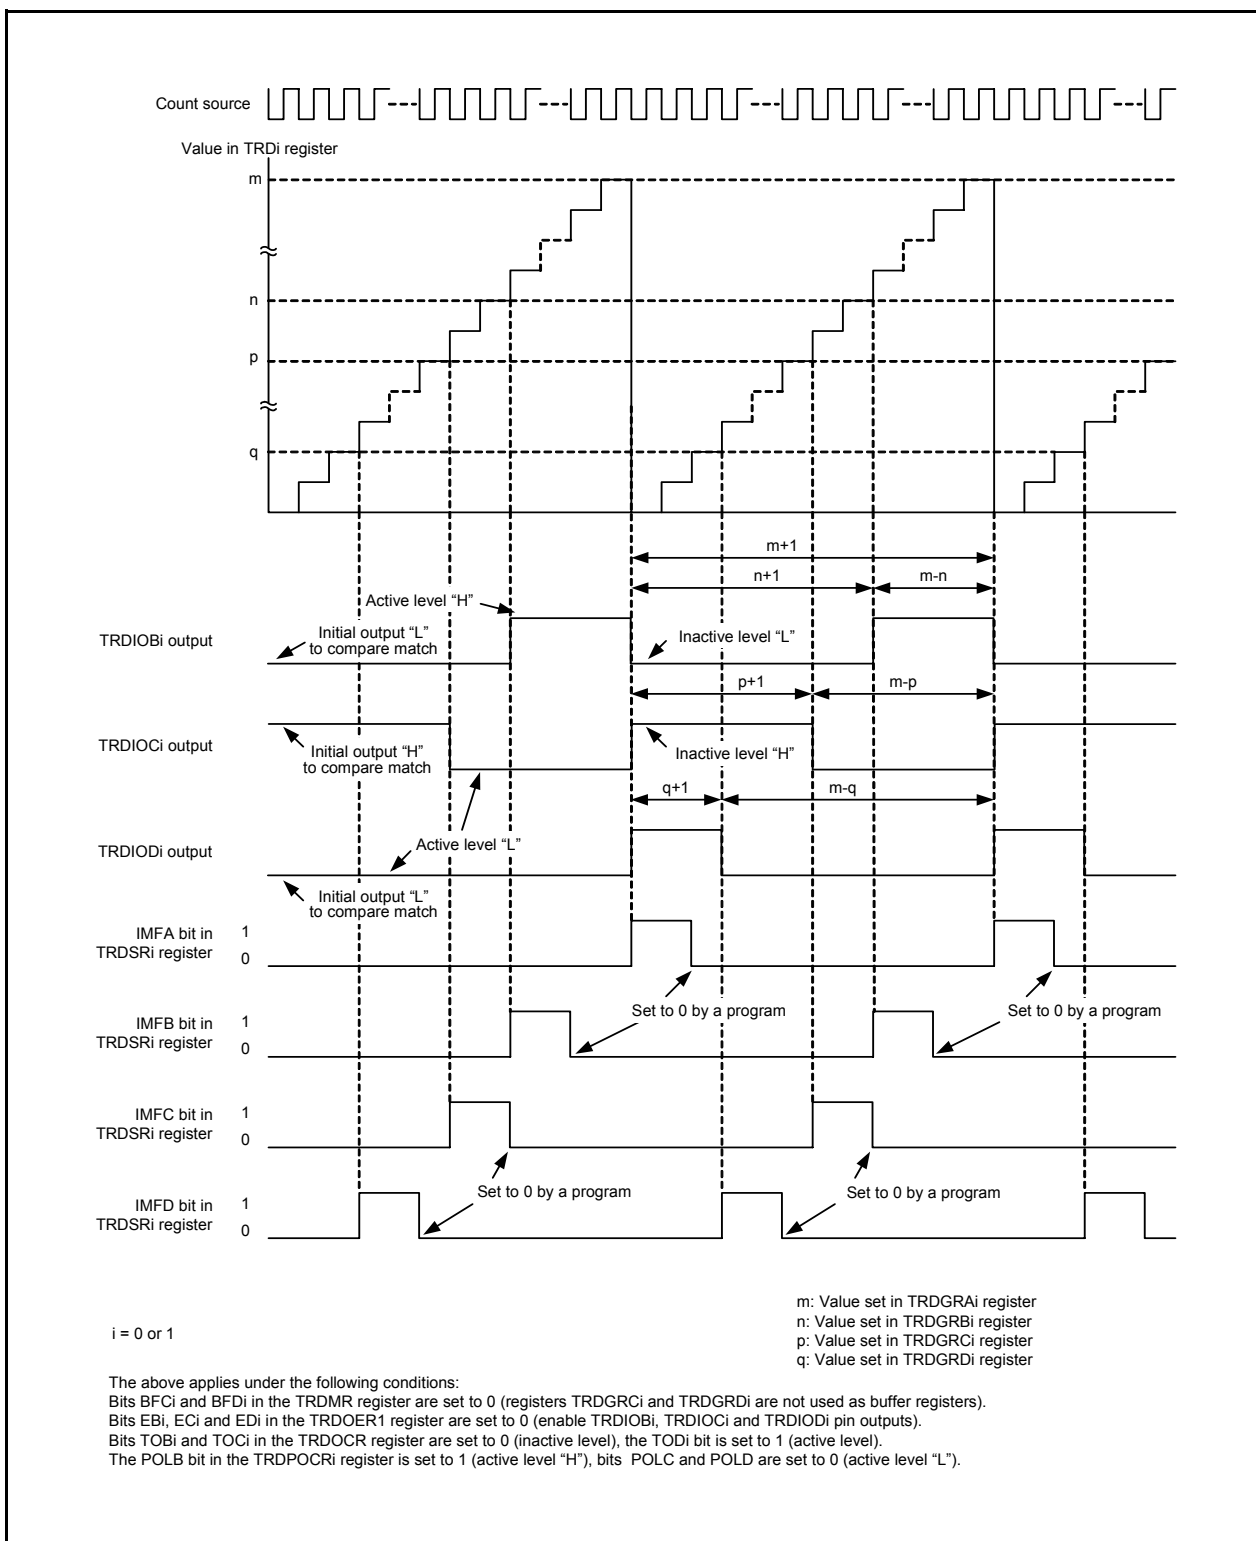 Count source
Value in TRDi register
m
n
p
q
m+1
n+1
m-n
Active level “H”
TRDIOBi output
Initial output “L”
to compare match
Inactive level “L”
p+1
m-p
TRDIOCi output
Initial output “H”
to compare match
Inactive level “H”
q+1
m-q
TRDIODi output
Active level “L”
Initial output “L”
to compare match
IMFA bit in
TRDSRi register
1
0
Set to 0 by a program
Set to 0 by a program
IMFB bit in
TRDSRi register
1
0
IMFC bit in
TRDSRi register
1
0
Set to 0 by a program
Set to 0 by a program
IMFD bit in
TRDSRi register
1
0
i = 0 or 1
m: Value set in TRDGRAi register
n: Value set in TRDGRBi register
p: Value set in TRDGRCi register
q: Value set in TRDGRDi register
The above applies under the following conditions:
Bits BFCi and BFDi in the TRDMR register are set to 0 (registers TRDGRCi and TRDGRDi are not used as buffer registers).
Bits EBi, ECi and EDi in the TRDOER1 register are set to 0 (enable TRDIOBi, TRDIOCi and TRDIODi pin outputs).
Bits TOBi and TOCi in the TRDOCR register are set to 0 (inactive level), the TODi bit is set to 1 (active level).
The POLB bit in the TRDPOCRi register is set to 1 (active level “H”), bits POLC and POLD are set to 0 (active level “L”).